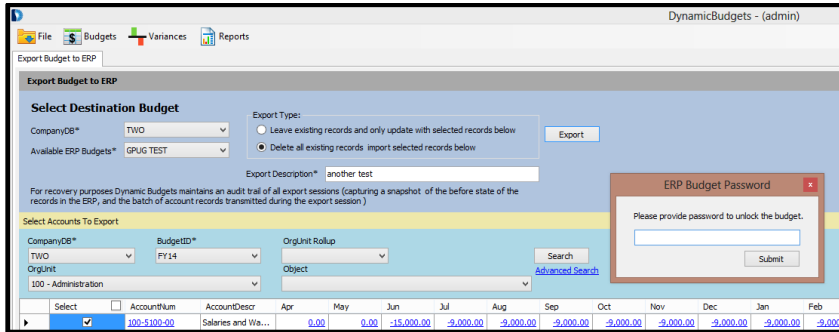 DynamicBudgets - (admin)
File Budgets Variances Reports
Export Budget to ERP
Export Budget to ERP
Select Destination Budget
CompanyDB* TWO
Available ERP Budgets* GPUG TEST
Export Type:
Leave existing records and only update with selected records below
Delete all existing records import selected records below
Export
Export Description* another test
For recovery purposes Dynamic Budgets maintains an audit trail of all export sessions (capturing a snapshot of the before state of the
records in the ERP, and the batch of account records transmitted during the export session )
ERP Budget Password x
Please provide password to unlock the budget.
Submit
Select Accounts To Export
CompanyDB* BudgetID* OrgUnit Rollup
TWO FY14 Search
OrgUnit Object Advanced Search
100 - Administration
Select AccountNum AccountDescr Apr May Jun Jul Aug Sep Oct Nov Dec Jan Feb
100-5100-00 Salaries and Wa... 0.00 0.00 -15,000.00 -9,000.00 -9,000.00 -9,000.00 -9,000.00 -9,000.00 -9,000.00 -9,000.00